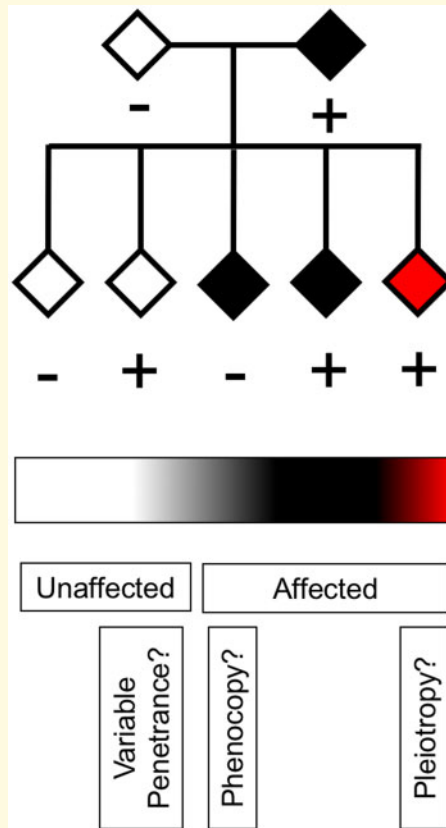 - +
- + - + +
Unaffected Affected
Variable
Penetrance?
Phenocopy?
Pleiotropy?